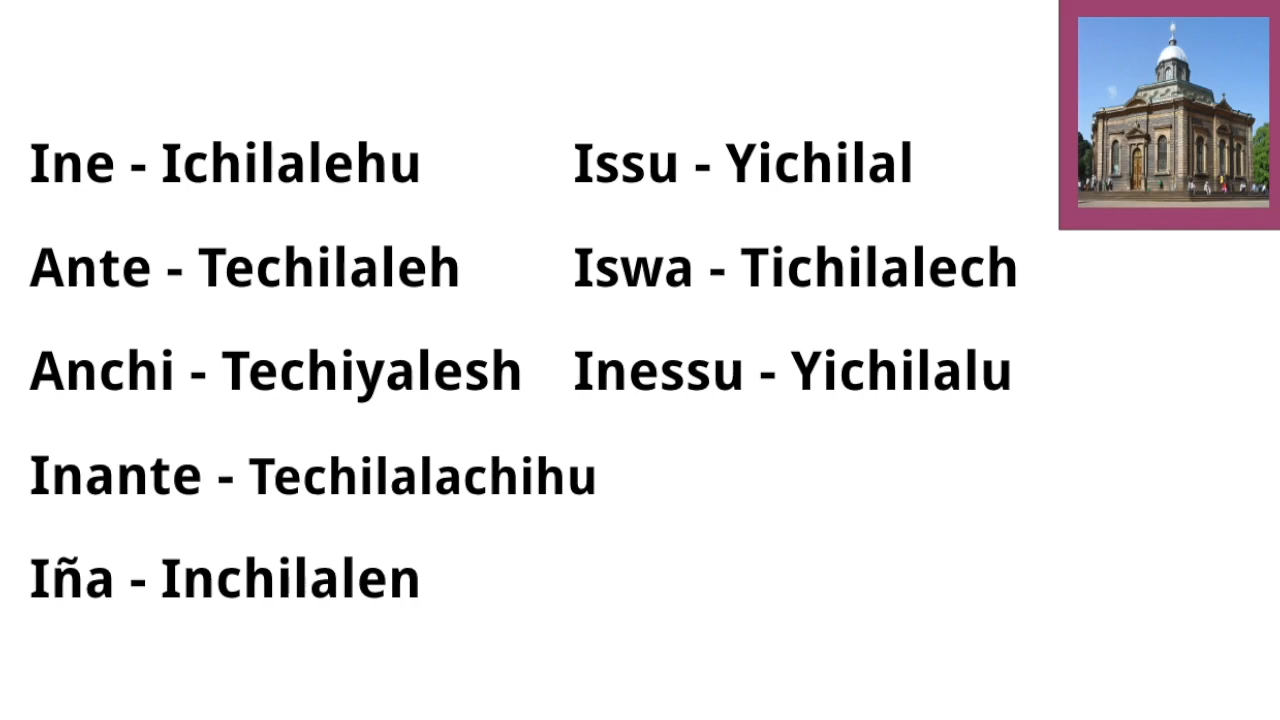 Ine - Ichilalehu
Ante - Techilaleh
Anchi - Techiyalesh
Inante - Techilalachihu
Iña - Inchilalen
Issu - Yichilal
Iswa - Tichilalech
Inessu - Yichilalu